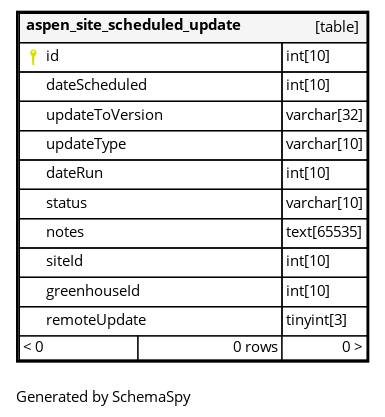 aspen_site_scheduled_update [table]
id int[10]
dateScheduled int[10]
updateToVersion varchar[32]
updateType varchar[10]
dateRun int[10]
status varchar[10]
notes text[65535]
siteId int[10]
greenhouseId int[10]
remoteUpdate tinyint[3]
< 0 0 rows 0 >
Generated by SchemaSpy